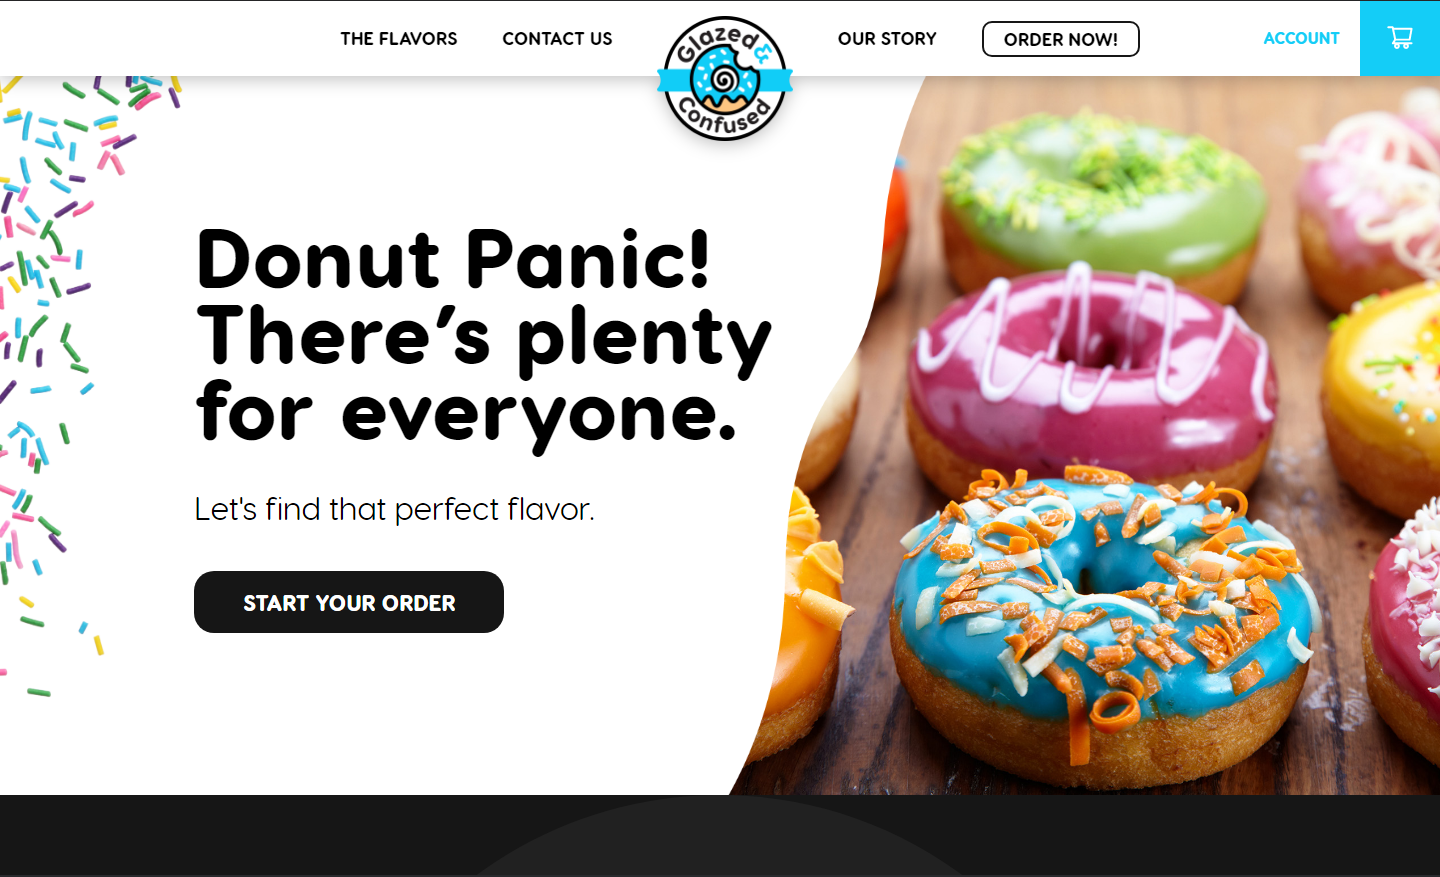 THE FLAVORS
CONTACT US
Glazed &
Confused
OUR STORY
ORDER NOW!
ACCOUNT
Donut Panic!
There’s plenty
for everyone.
Let's find that perfect flavor.
START YOUR ORDER